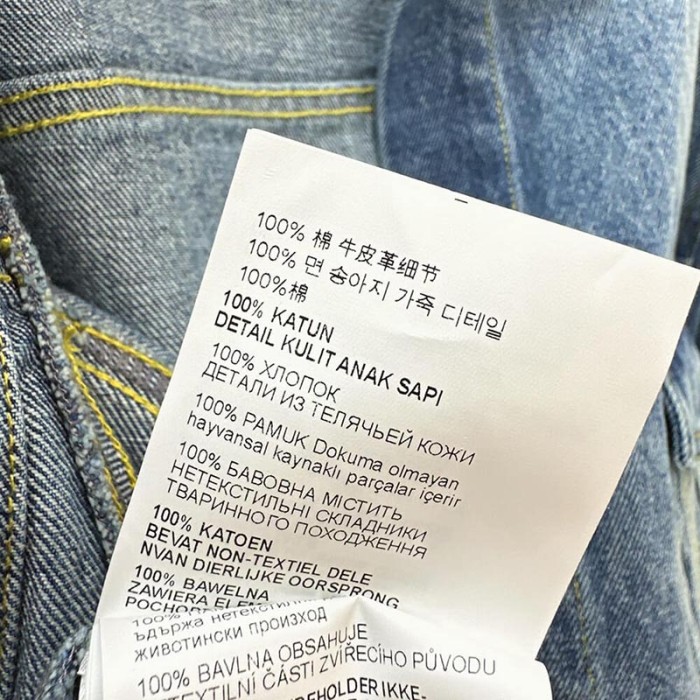 100% 棉 牛皮革细节
100% 면 송아지 가죽 디테일
100%棉
100% KATUN
DETAIL KULIT ANAK SAPI
100% ХЛОПОК
ДЕТАЛИ ИЗ ТЕЛЯЧЬЕЙ КОЖИ
100% PAMUK Dokuma olmayan
hayvansal kaynaklı parçalar içerir
100% БАВОВНА МІСТИТЬ
НЕТЕКСТИЛЬНІ СКЛАДНИКИ
ТВАРИННОГО ПОХОДЖЕННЯ
100% KATOEN
BEVAT NON-TEXTIEL DELE
NVAN DIERLIJKE OORSPRONG
100% BAWELNA
ZAWIERA
ЖИВОТИНСКИ ПРОИЗХОД
100% BAVLNA OBSAHUJE
ČÁSTI ZVÍŘECÍHO PŮVODU